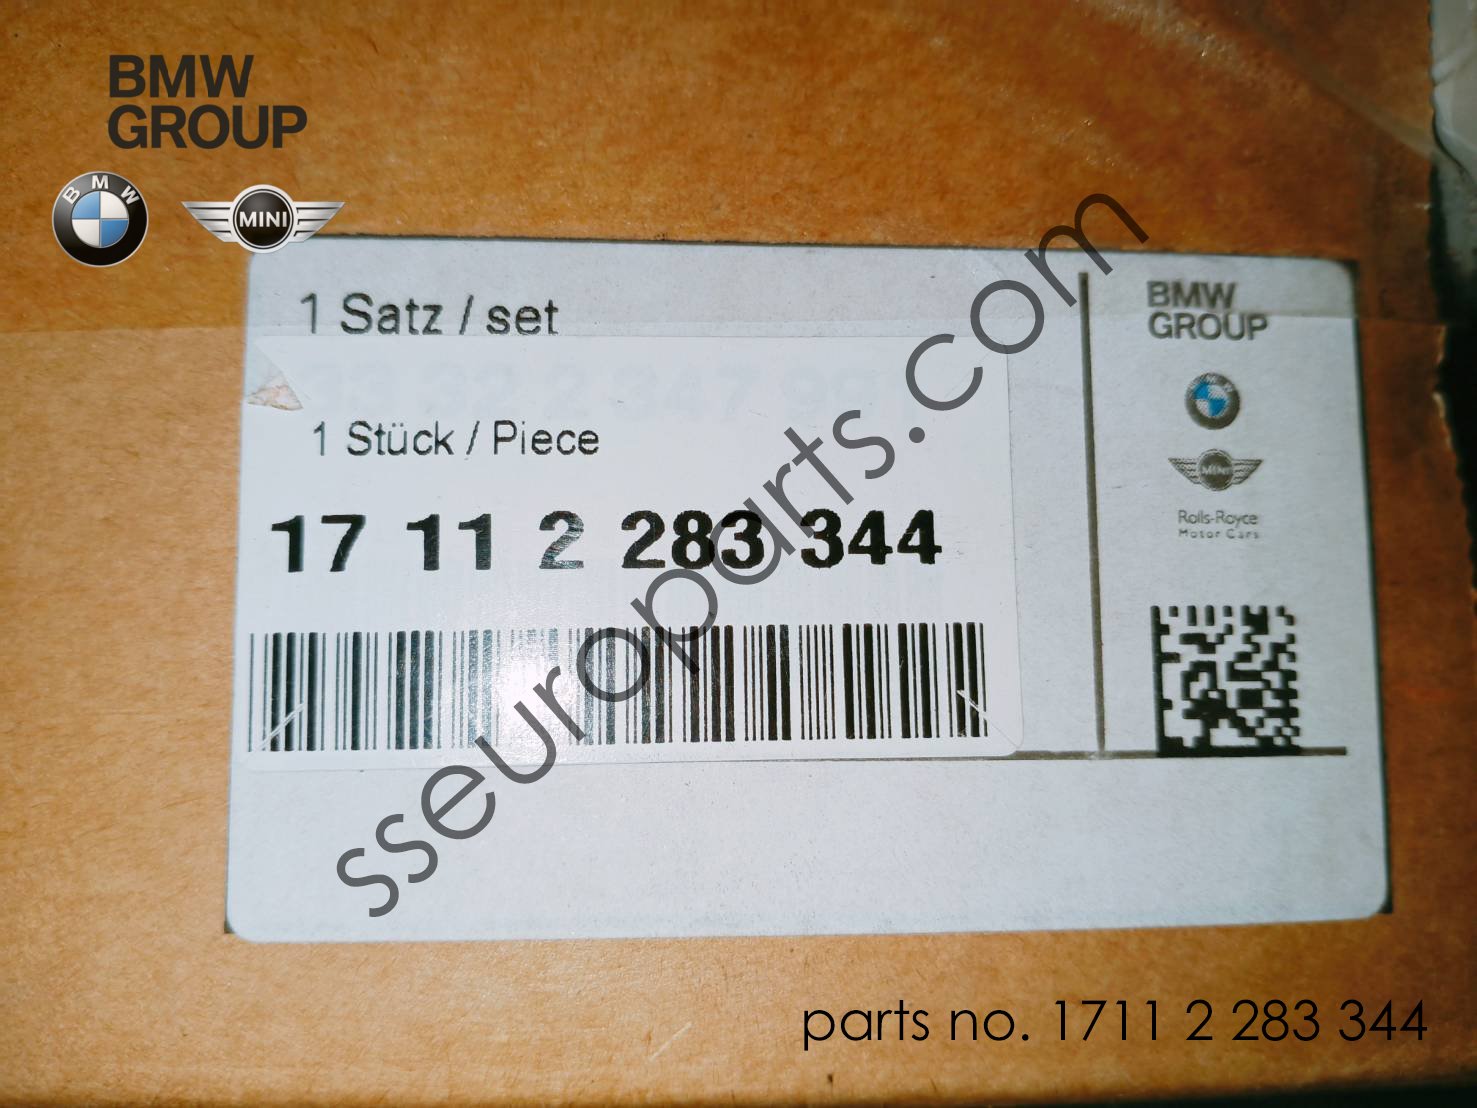 BMW
GROUP
BMW
MINI
1 Satz / set
1 Stück / Piece
17 11 2 283 344
BMW
GROUP
BMW
MINI
Rolls-Royce
Motor Cars
sseuroparts.com
parts no. 1711 2 283 344